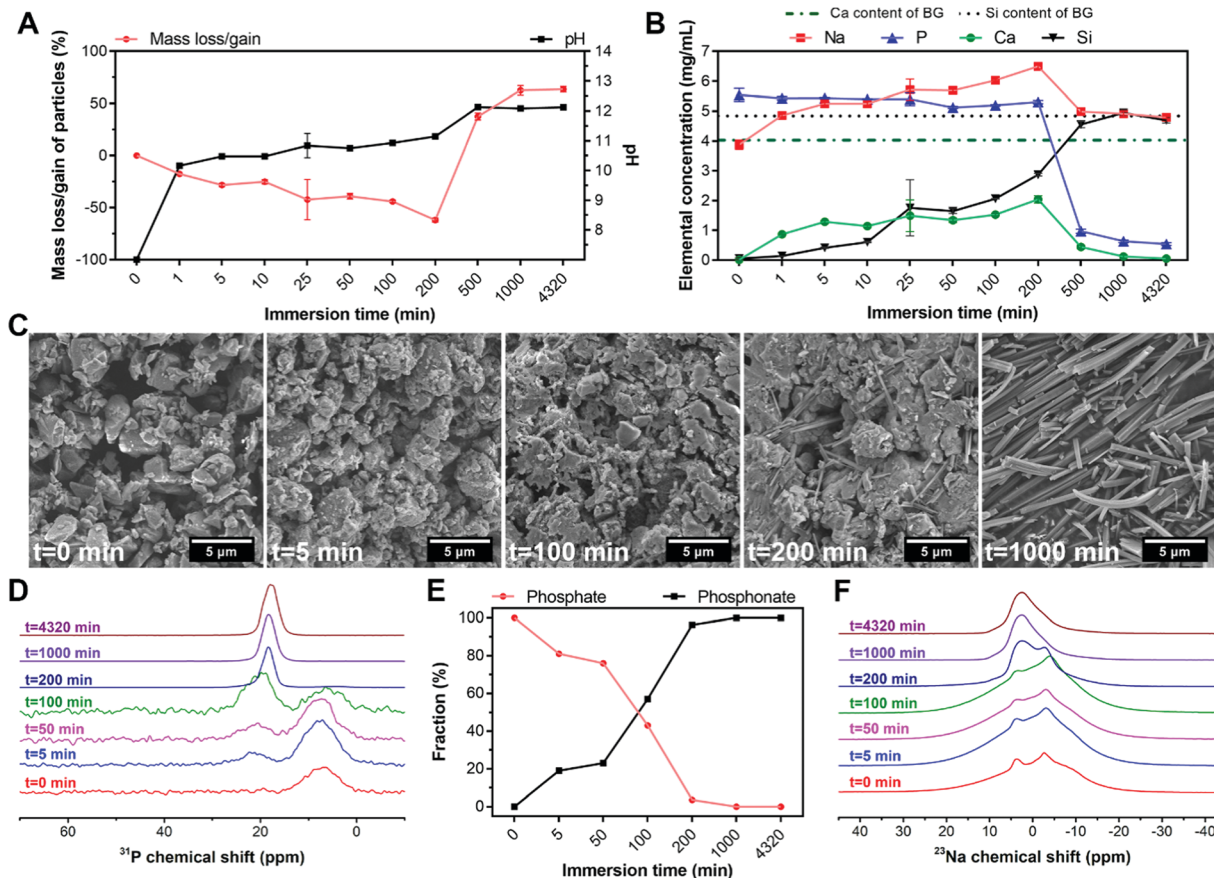 A
Mass loss/gain
pH
Mass loss/gain of particles (%)
100
50
0
-50
-100
14
13
12
11
10
9
8
pH
0 1 5 10 25 50 100 200 500 1000 4320
Immersion time (min)
B
Ca content of BG Si content of BG
Na P Ca Si
Elemental concentration (mg/mL)
7
6
5
4
3
2
1
0
0 1 5 10 25 50 100 200 500 1000 4320
Immersion time (min)
C
t=0 min 5 µm
t=5 min 5 µm
t=100 min 5 µm
t=200 min 5 µm
t=1000 min 5 µm
D
t=4320 min
t=1000 min
t=200 min
t=100 min
t=50 min
t=5 min
t=0 min
60 40 20 0
³¹P chemical shift (ppm)
E
Phosphate Phosphonate
Fraction (%)
100
80
60
40
20
0
0 5 50 100 200 1000 4320
Immersion time (min)
F
t=4320 min
t=1000 min
t=200 min
t=100 min
t=50 min
t=5 min
t=0 min
45 30 20 10 0 -10 -20 -30 -40
²³Na chemical shift (ppm)